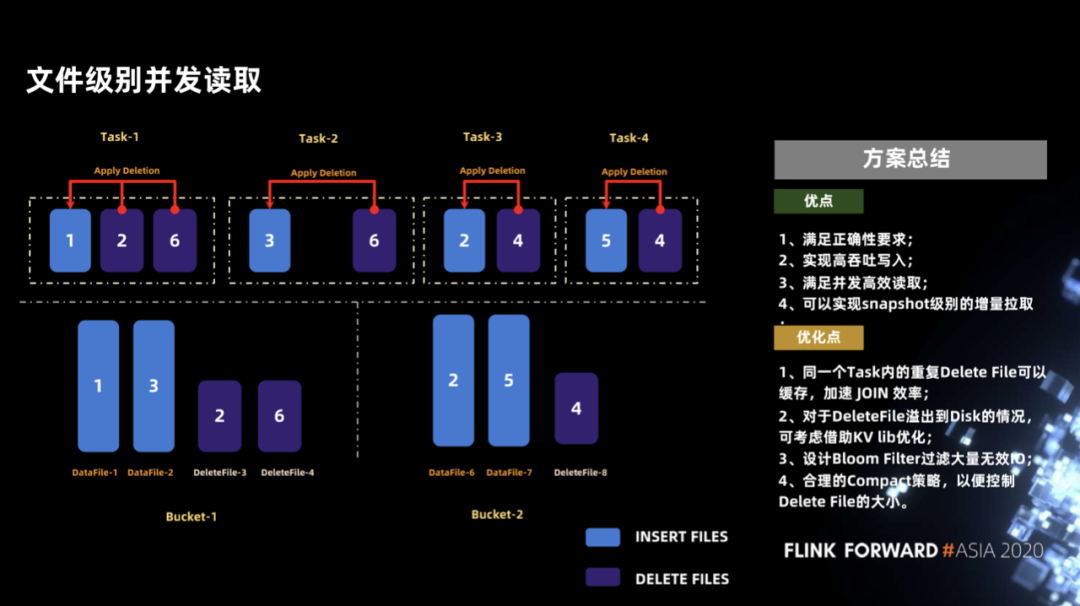 文件级别并发读取
Task-1
Task-2
Task-3
Task-4
Apply Deletion
Apply Deletion
Apply Deletion
Apply Deletion
1
2
6
3
6
2
4
5
4
1
3
2
6
2
5
4
DataFile-1
DataFile-2
DeleteFile-3
DeleteFile-4
DataFile-6
DataFile-7
DeleteFile-8
Bucket-1
Bucket-2
INSERT FILES
DELETE FILES
方案总结
优点
1、满足正确性要求；
2、实现高吞吐写入；
3、满足并发高效读取；
4、可以实现snapshot级别的增量拉取
；
优化点
1、同一个Task内的重复Delete File可以
缓存，加速 JOIN 效率；
2、对于DeleteFile溢出到Disk的情况，
可考虑借助KV lib优化；
3、设计Bloom Filter过滤大量无效IO；
4、合理的Compact策略，以便控制
Delete File的大小。
FLINK FORWARD #ASIA 2020